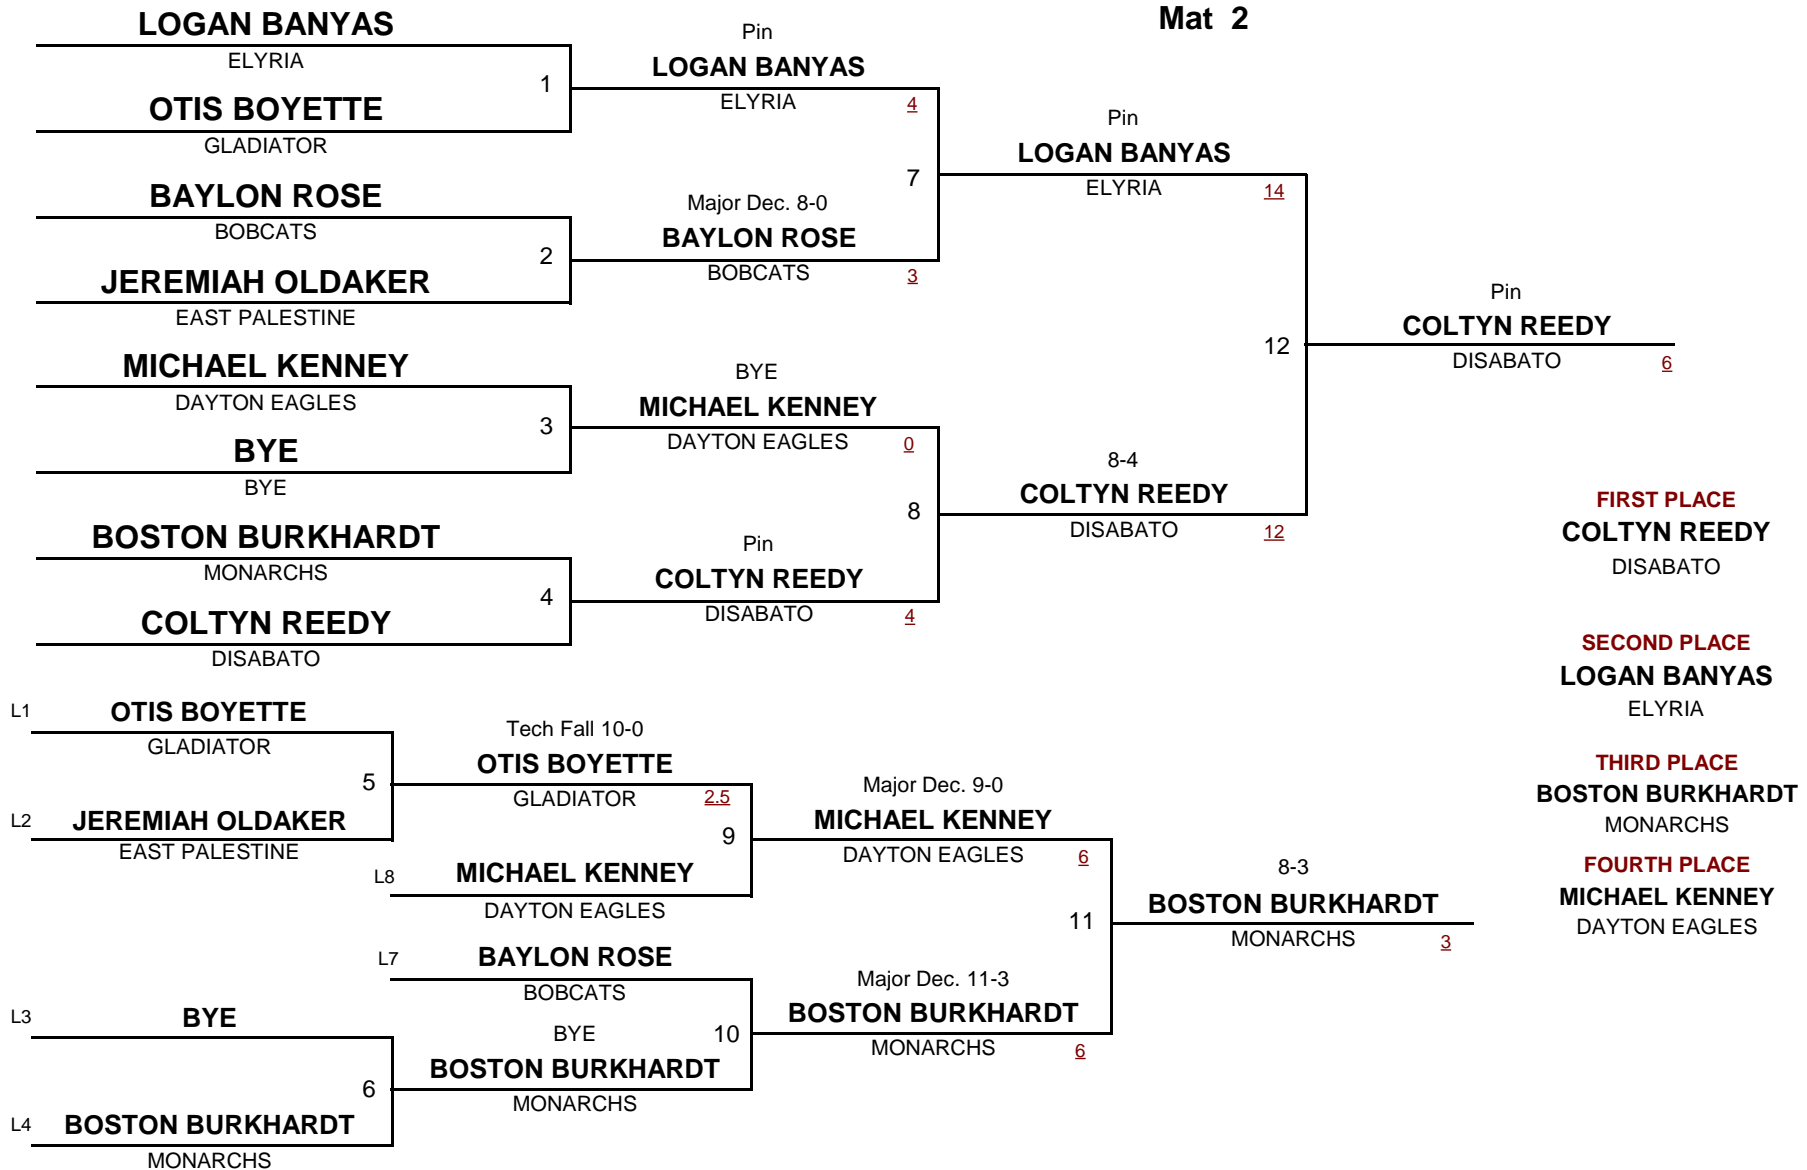 Mat 2
LOGAN BANYAS
ELYRIA
1
OTIS BOYETTE
GLADIATOR
BAYLON ROSE
BOBCATS
2
JEREMIAH OLDAKER
EAST PALESTINE
MICHAEL KENNEY
DAYTON EAGLES
3
BYE
BYE
BOSTON BURKHARDT
MONARCHS
4
COLTYN REEDY
DISABATO
Pin
LOGAN BANYAS
ELYRIA
4
7
Major Dec. 8-0
BAYLON ROSE
BOBCATS
3
BYE
MICHAEL KENNEY
DAYTON EAGLES
0
8
Pin
COLTYN REEDY
DISABATO
4
Pin
LOGAN BANYAS
ELYRIA
14
12
8-4
COLTYN REEDY
DISABATO
12
Pin
COLTYN REEDY
DISABATO
6
FIRST PLACE
COLTYN REEDY
DISABATO
SECOND PLACE
LOGAN BANYAS
ELYRIA
THIRD PLACE
BOSTON BURKHARDT
MONARCHS
FOURTH PLACE
MICHAEL KENNEY
DAYTON EAGLES
L1
OTIS BOYETTE
GLADIATOR
5
L2
JEREMIAH OLDAKER
EAST PALESTINE
L3
BYE
6
L4
BOSTON BURKHARDT
MONARCHS
Tech Fall 10-0
OTIS BOYETTE
GLADIATOR
2.5
9
L8
MICHAEL KENNEY
DAYTON EAGLES
L7
BAYLON ROSE
BOBCATS
BYE
10
BOSTON BURKHARDT
MONARCHS
Major Dec. 9-0
MICHAEL KENNEY
DAYTON EAGLES
6
11
Major Dec. 11-3
BOSTON BURKHARDT
MONARCHS
6
8-3
BOSTON BURKHARDT
MONARCHS
3